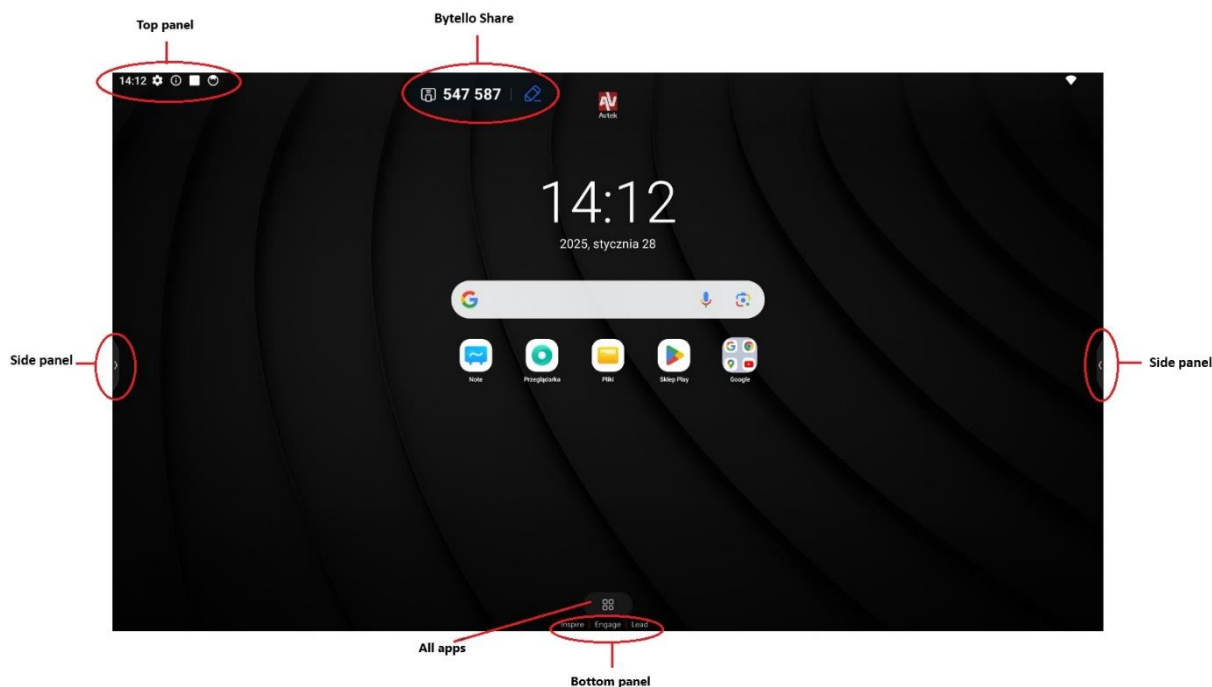 Bytello Share
Top panel
14:12
547 587
Avtek
14:12
2025, stycznia 28
Side panel
Side panel
Note
Przeglądarka
Pliki
Sklep Play
Google
Inspire | Engage | Lead
All apps
Bottom panel